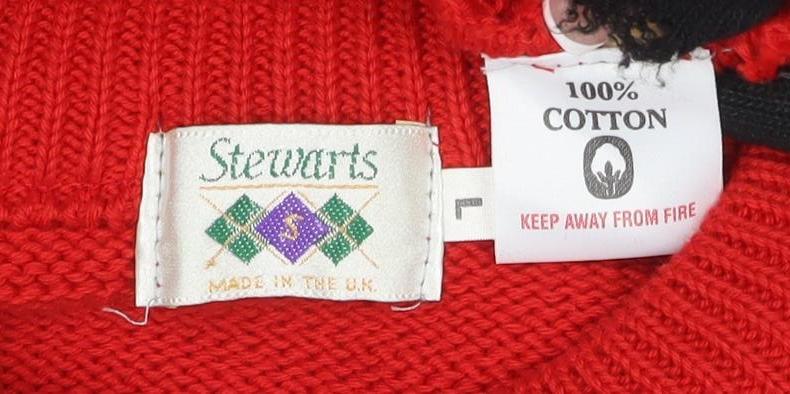 Stewarts
S
MADE IN THE U.K.
L
100%
COTTON
KEEP AWAY FROM FIRE